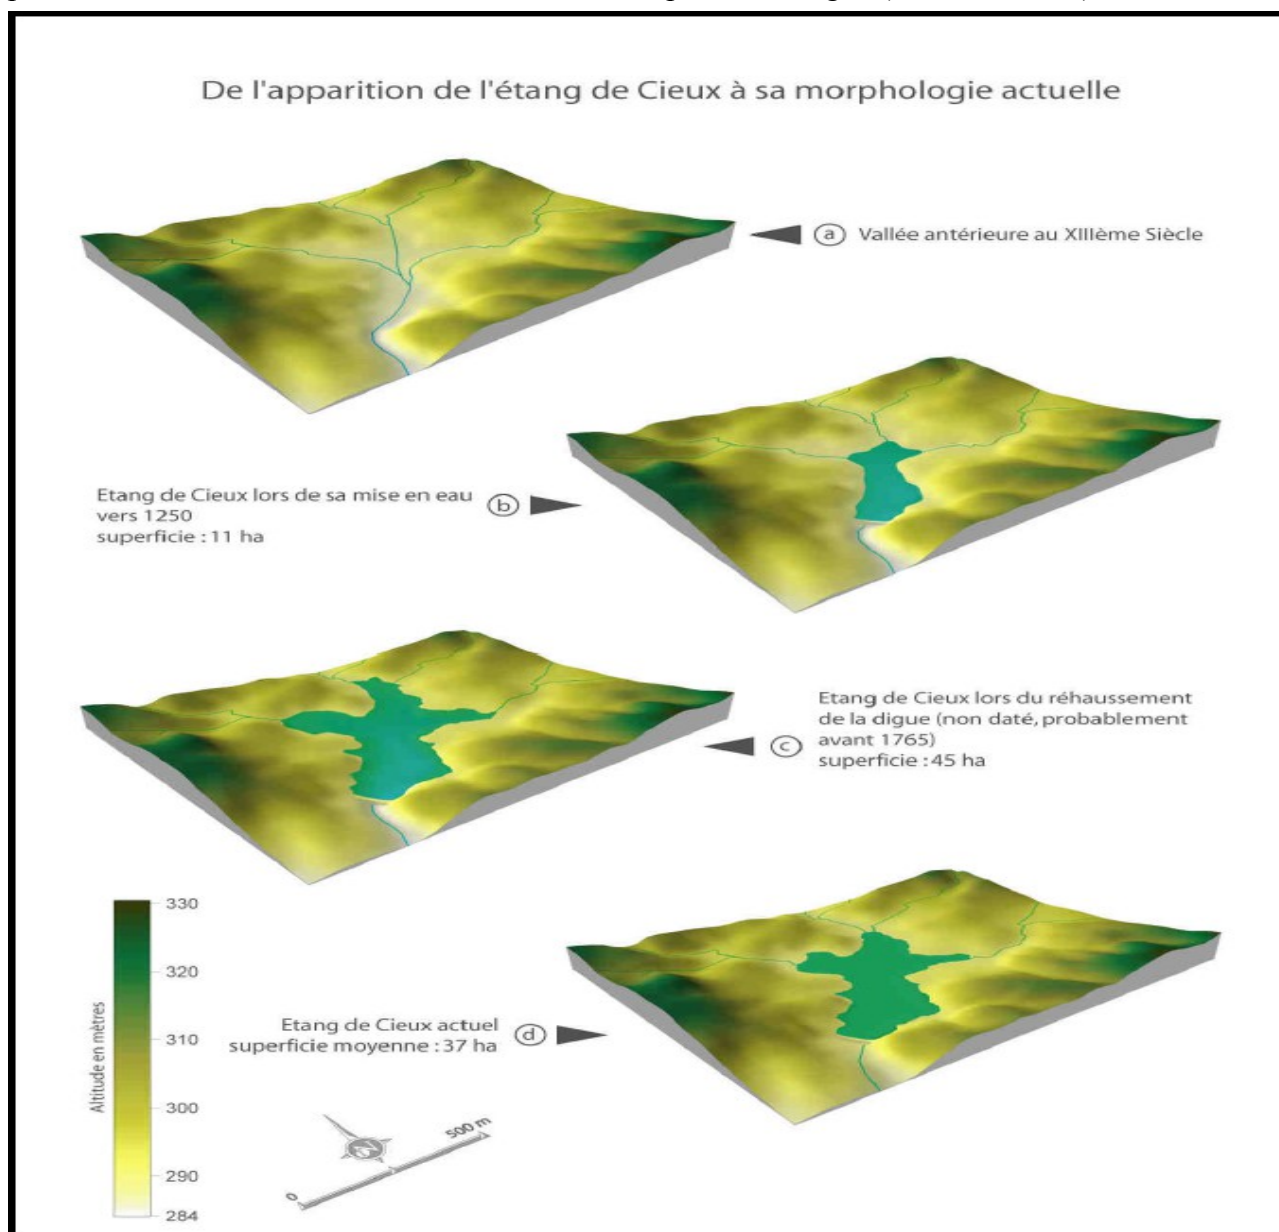 De l'apparition de l'étang de Cieux à sa morphologie actuelle
a Vallée antérieure au XIIIème Siècle
Etang de Cieux lors de sa mise en eau
vers 1250
superficie : 11 ha
b
Etang de Cieux lors du réhaussement
de la digue (non daté, probablement
avant 1765)
superficie : 45 ha
c
Etang de Cieux actuel
superficie moyenne : 37 ha
d
Altitude en mètres
330
320
310
300
290
284
N
0
500 m